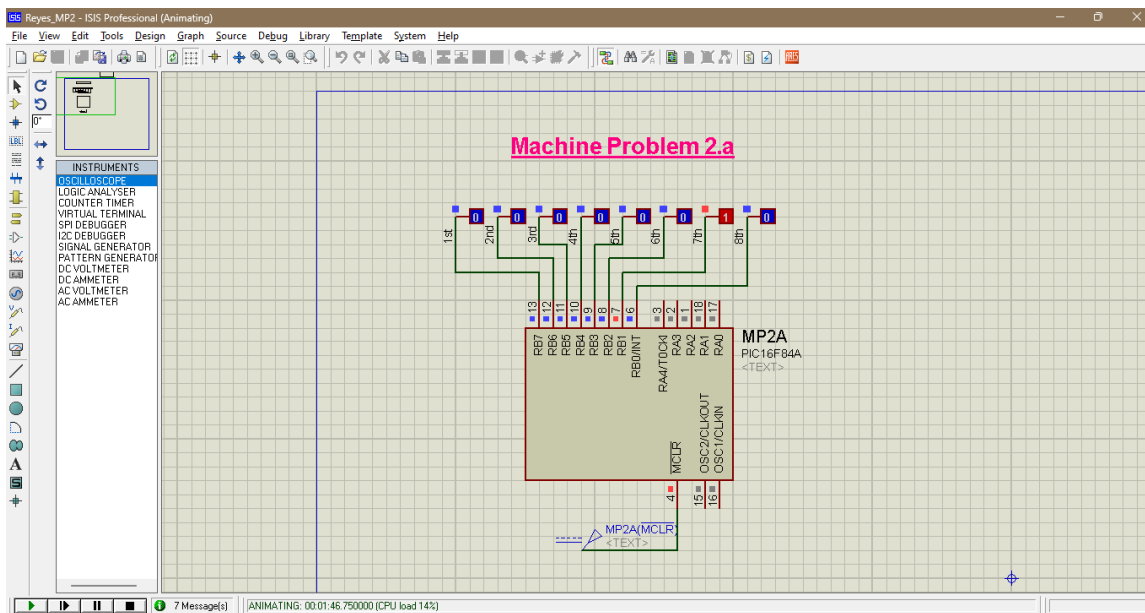 ISIS Reyes_MP2 - ISIS Professional (Animating)
File View Edit Tools Design Graph Source Debug Library Template System Help
0°
LBL
A
S
ARES
INSTRUMENTS
OSCILLOSCOPE
LOGIC ANALYSER
COUNTER TIMER
VIRTUAL TERMINAL
SPI DEBUGGER
I2C DEBUGGER
SIGNAL GENERATOR
PATTERN GENERATOR
DC VOLTMETER
DC AMMETER
AC VOLTMETER
AC AMMETER
Machine Problem 2.a
0 0 0 0 0 0 1 0
1st 2nd 3rd 4th 5th 6th 7th 8th
13 12 11 10 9 8 7 6 3 2 1 18 17
RB7 RB6 RB5 RB4 RB3 RB2 RB1 RB0/INT RA4/T0CKI RA3 RA2 RA1 RA0
MP2A
PIC16F84A
<TEXT>
MCLR OSC2/CLKOUT OSC1/CLKIN
4 15 16
MP2A(MCLR)
<TEXT>
7 Message(s) ANIMATING: 00:01:46.750000 (CPU load 14%)